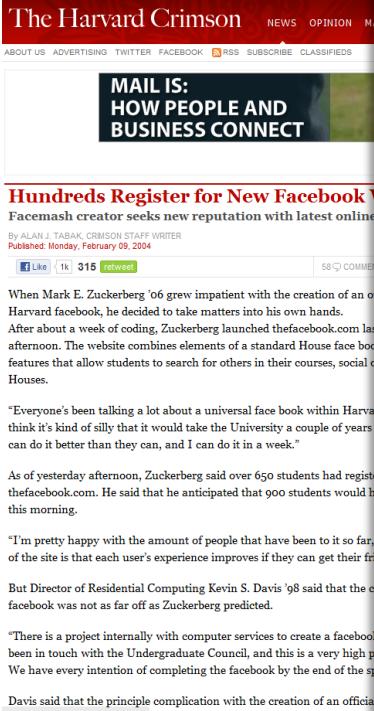 The Harvard Crimson
NEWS OPINION
ABOUT US ADVERTISING TWITTER FACEBOOK RSS SUBSCRIBE CLASSIFIEDS
MAIL IS:
HOW PEOPLE AND
BUSINESS CONNECT
Hundreds Register for New Facebook
Facemash creator seeks new reputation with latest online
By ALAN J. TABAK, CRIMSON STAFF WRITER
Published: Monday, February 09, 2004
Like 1k 315 retweet 58 COMME
When Mark E. Zuckerberg ’06 grew impatient with the creation of an o
Harvard facebook, he decided to take matters into his own hands.
After about a week of coding, Zuckerberg launched thefacebook.com las
afternoon. The website combines elements of a standard House face boo
features that allow students to search for others in their courses, social o
Houses.
“Everyone’s been talking a lot about a universal face book within Harva
think it’s kind of silly that it would take the University a couple of years
can do it better than they can, and I can do it in a week.”
As of yesterday afternoon, Zuckerberg said over 650 students had regist
thefacebook.com. He said that he anticipated that 900 students would h
this morning.
“I’m pretty happy with the amount of people that have been to it so far,
of the site is that each user’s experience improves if they can get their fri
But Director of Residential Computing Kevin S. Davis ’98 said that the c
facebook was not as far off as Zuckerberg predicted.
“There is a project internally with computer services to create a faceboo
been in touch with the Undergraduate Council, and this is a very high p
We have every intention of completing the facebook by the end of the sp
Davis said that the principle complication with the creation of an officia